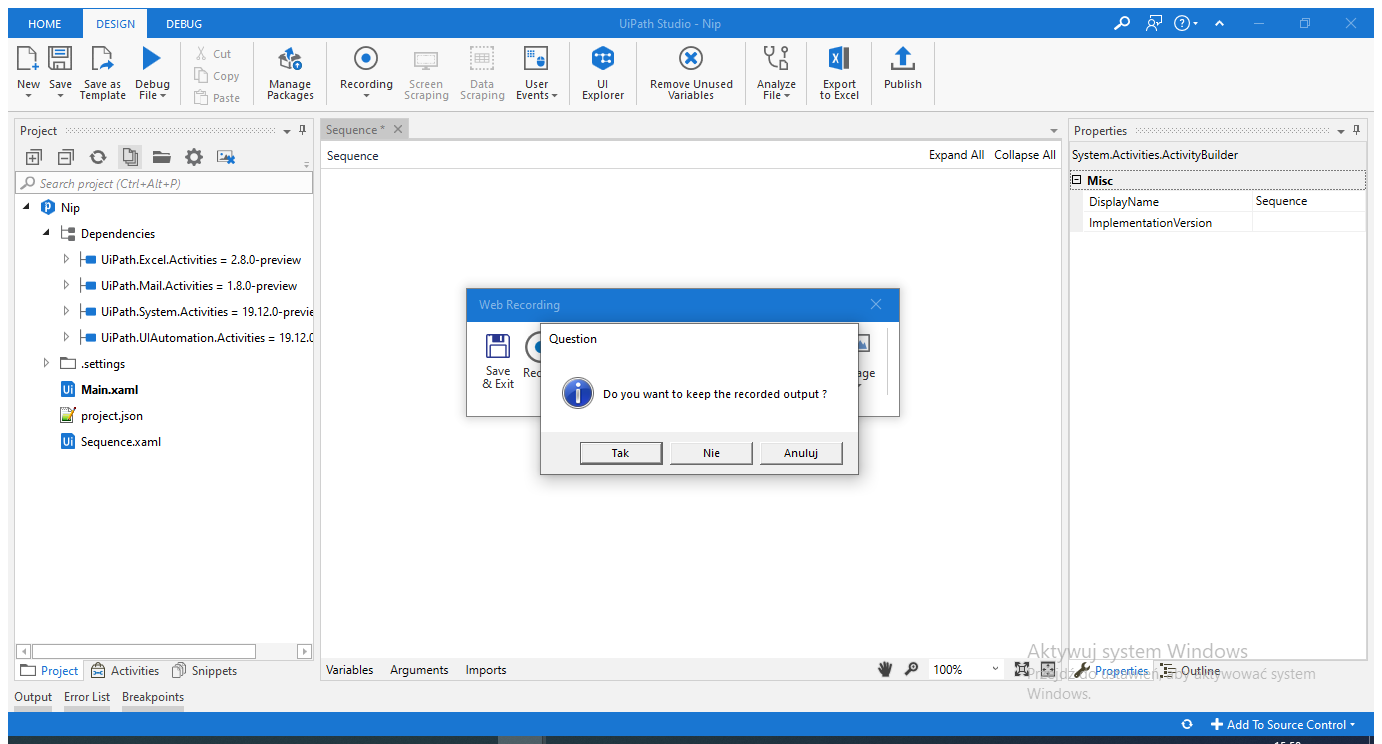 HOME DESIGN DEBUG UiPath Studio - Nip
New Save Save as Template Debug File Cut Copy Paste Manage Packages Recording Screen Scraping Data Scraping User Events UI Explorer Remove Unused Variables Analyze File Export to Excel Publish
Project
Search project (Ctrl+Alt+P)
Nip
Dependencies
UiPath.Excel.Activities = 2.8.0-preview
UiPath.Mail.Activities = 1.8.0-preview
UiPath.System.Activities = 19.12.0-previe
UiPath.UIAutomation.Activities = 19.12.0
.settings
Main.xaml
project.json
Sequence.xaml
Project Activities Snippets
Output Error List Breakpoints
Sequence *
Sequence Expand All Collapse All
Web Recording
Save & Exit Rec age
Question
Do you want to keep the recorded output ?
Tak Nie Anuluj
Variables Arguments Imports 100%
Properties
System.Activities.ActivityBuilder
Misc
DisplayName Sequence
ImplementationVersion
Aktywuj system Windows
Przejdź do ustawień, aby aktywować system
Windows.
Properties Outline
Add To Source Control